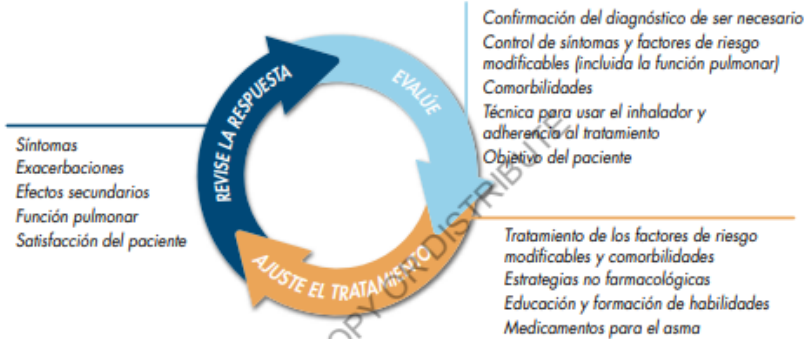 Confirmación del diagnóstico de ser necesario
Control de síntomas y factores de riesgo
modificables (incluida la función pulmonar)
Comorbilidades
Técnica para usar el inhalador y
adherencia al tratamiento
Objetivo del paciente
EVALÚE
REVISE LA RESPUESTA
Síntomas
Exacerbaciones
Efectos secundarios
Función pulmonar
Satisfacción del paciente
AJUSTE EL TRATAMIENTO
Tratamiento de los factores de riesgo
modificables y comorbilidades
Estrategias no farmacológicas
Educación y formación de habilidades
Medicamentos para el asma
OR DISTRIBUTE